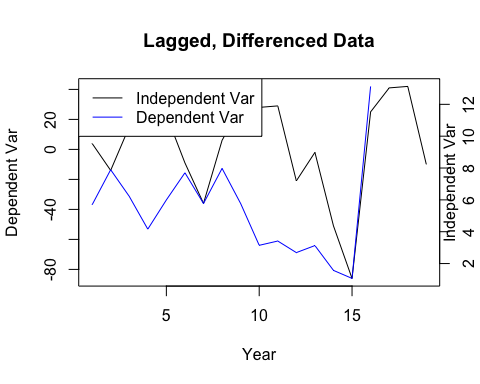 Lagged, Differenced Data
Independent Var
Dependent Var
Dependent Var
20
0
-40
-80
Independent Var
12
10
8
6
4
2
5
10
15
Year